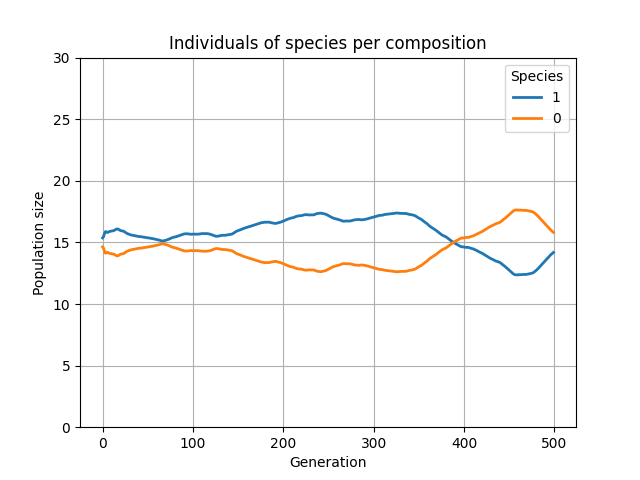 Individuals of species per composition
Species
1
0
30
25
20
15
10
5
0
Population size
0 100 200 300 400 500
Generation